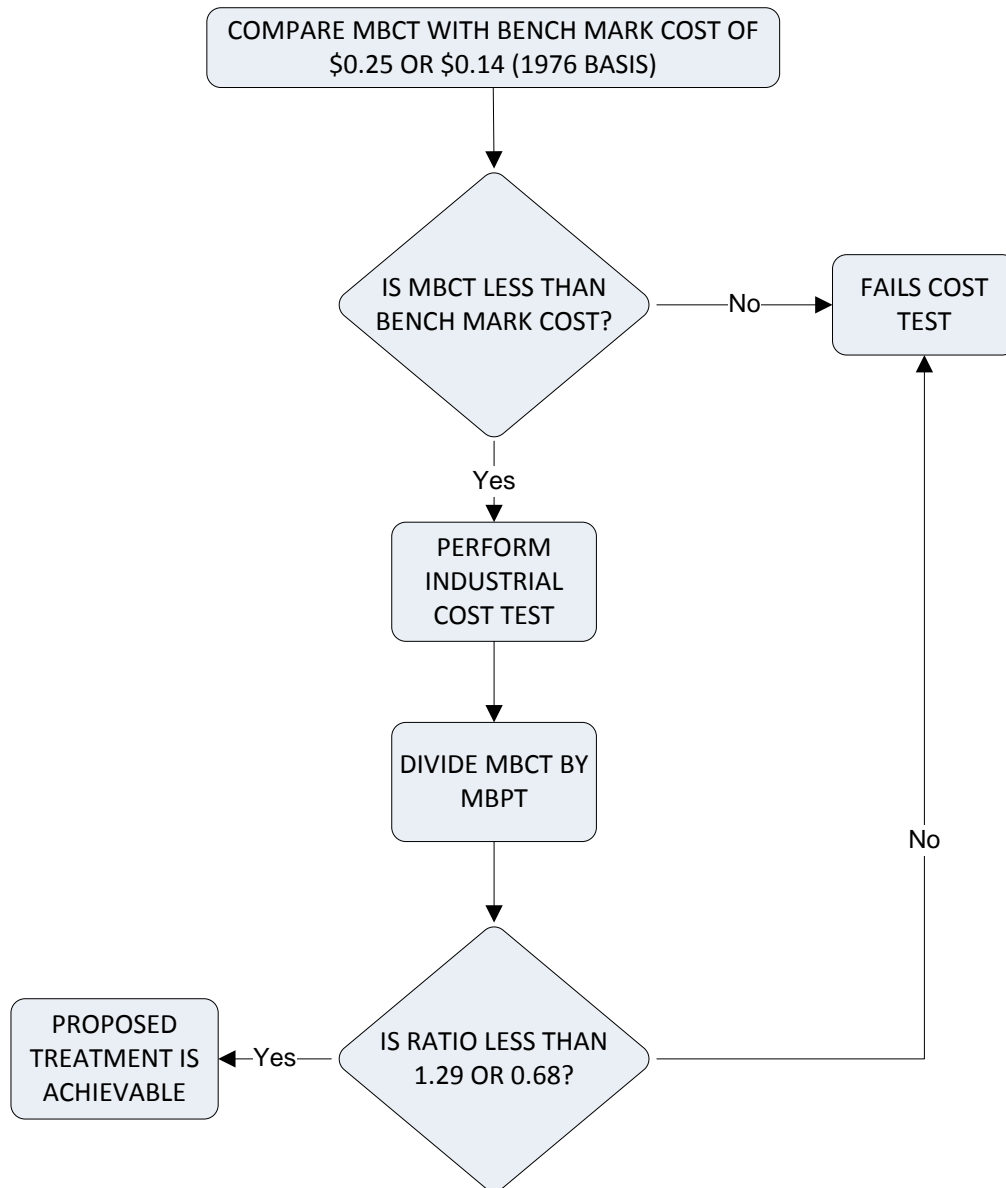 COMPARE MBCT WITH BENCH MARK COST OF
$0.25 OR $0.14 (1976 BASIS)
IS MBCT LESS THAN
BENCH MARK COST?
No
FAILS COST
TEST
Yes
PERFORM
INDUSTRIAL
COST TEST
DIVIDE MBCT BY
MBPT
No
IS RATIO LESS THAN
1.29 OR 0.68?
Yes
PROPOSED
TREATMENT IS
ACHIEVABLE